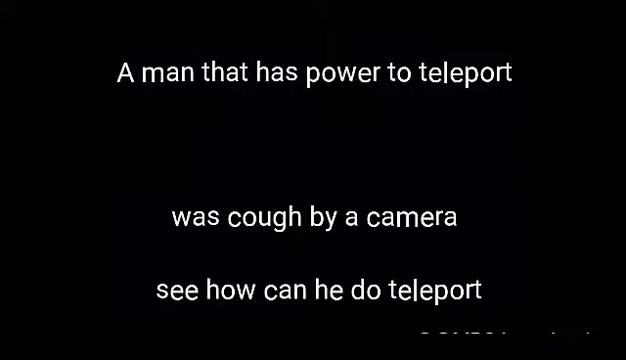 A man that has power to teleport
was cough by a camera
see how can he do teleport